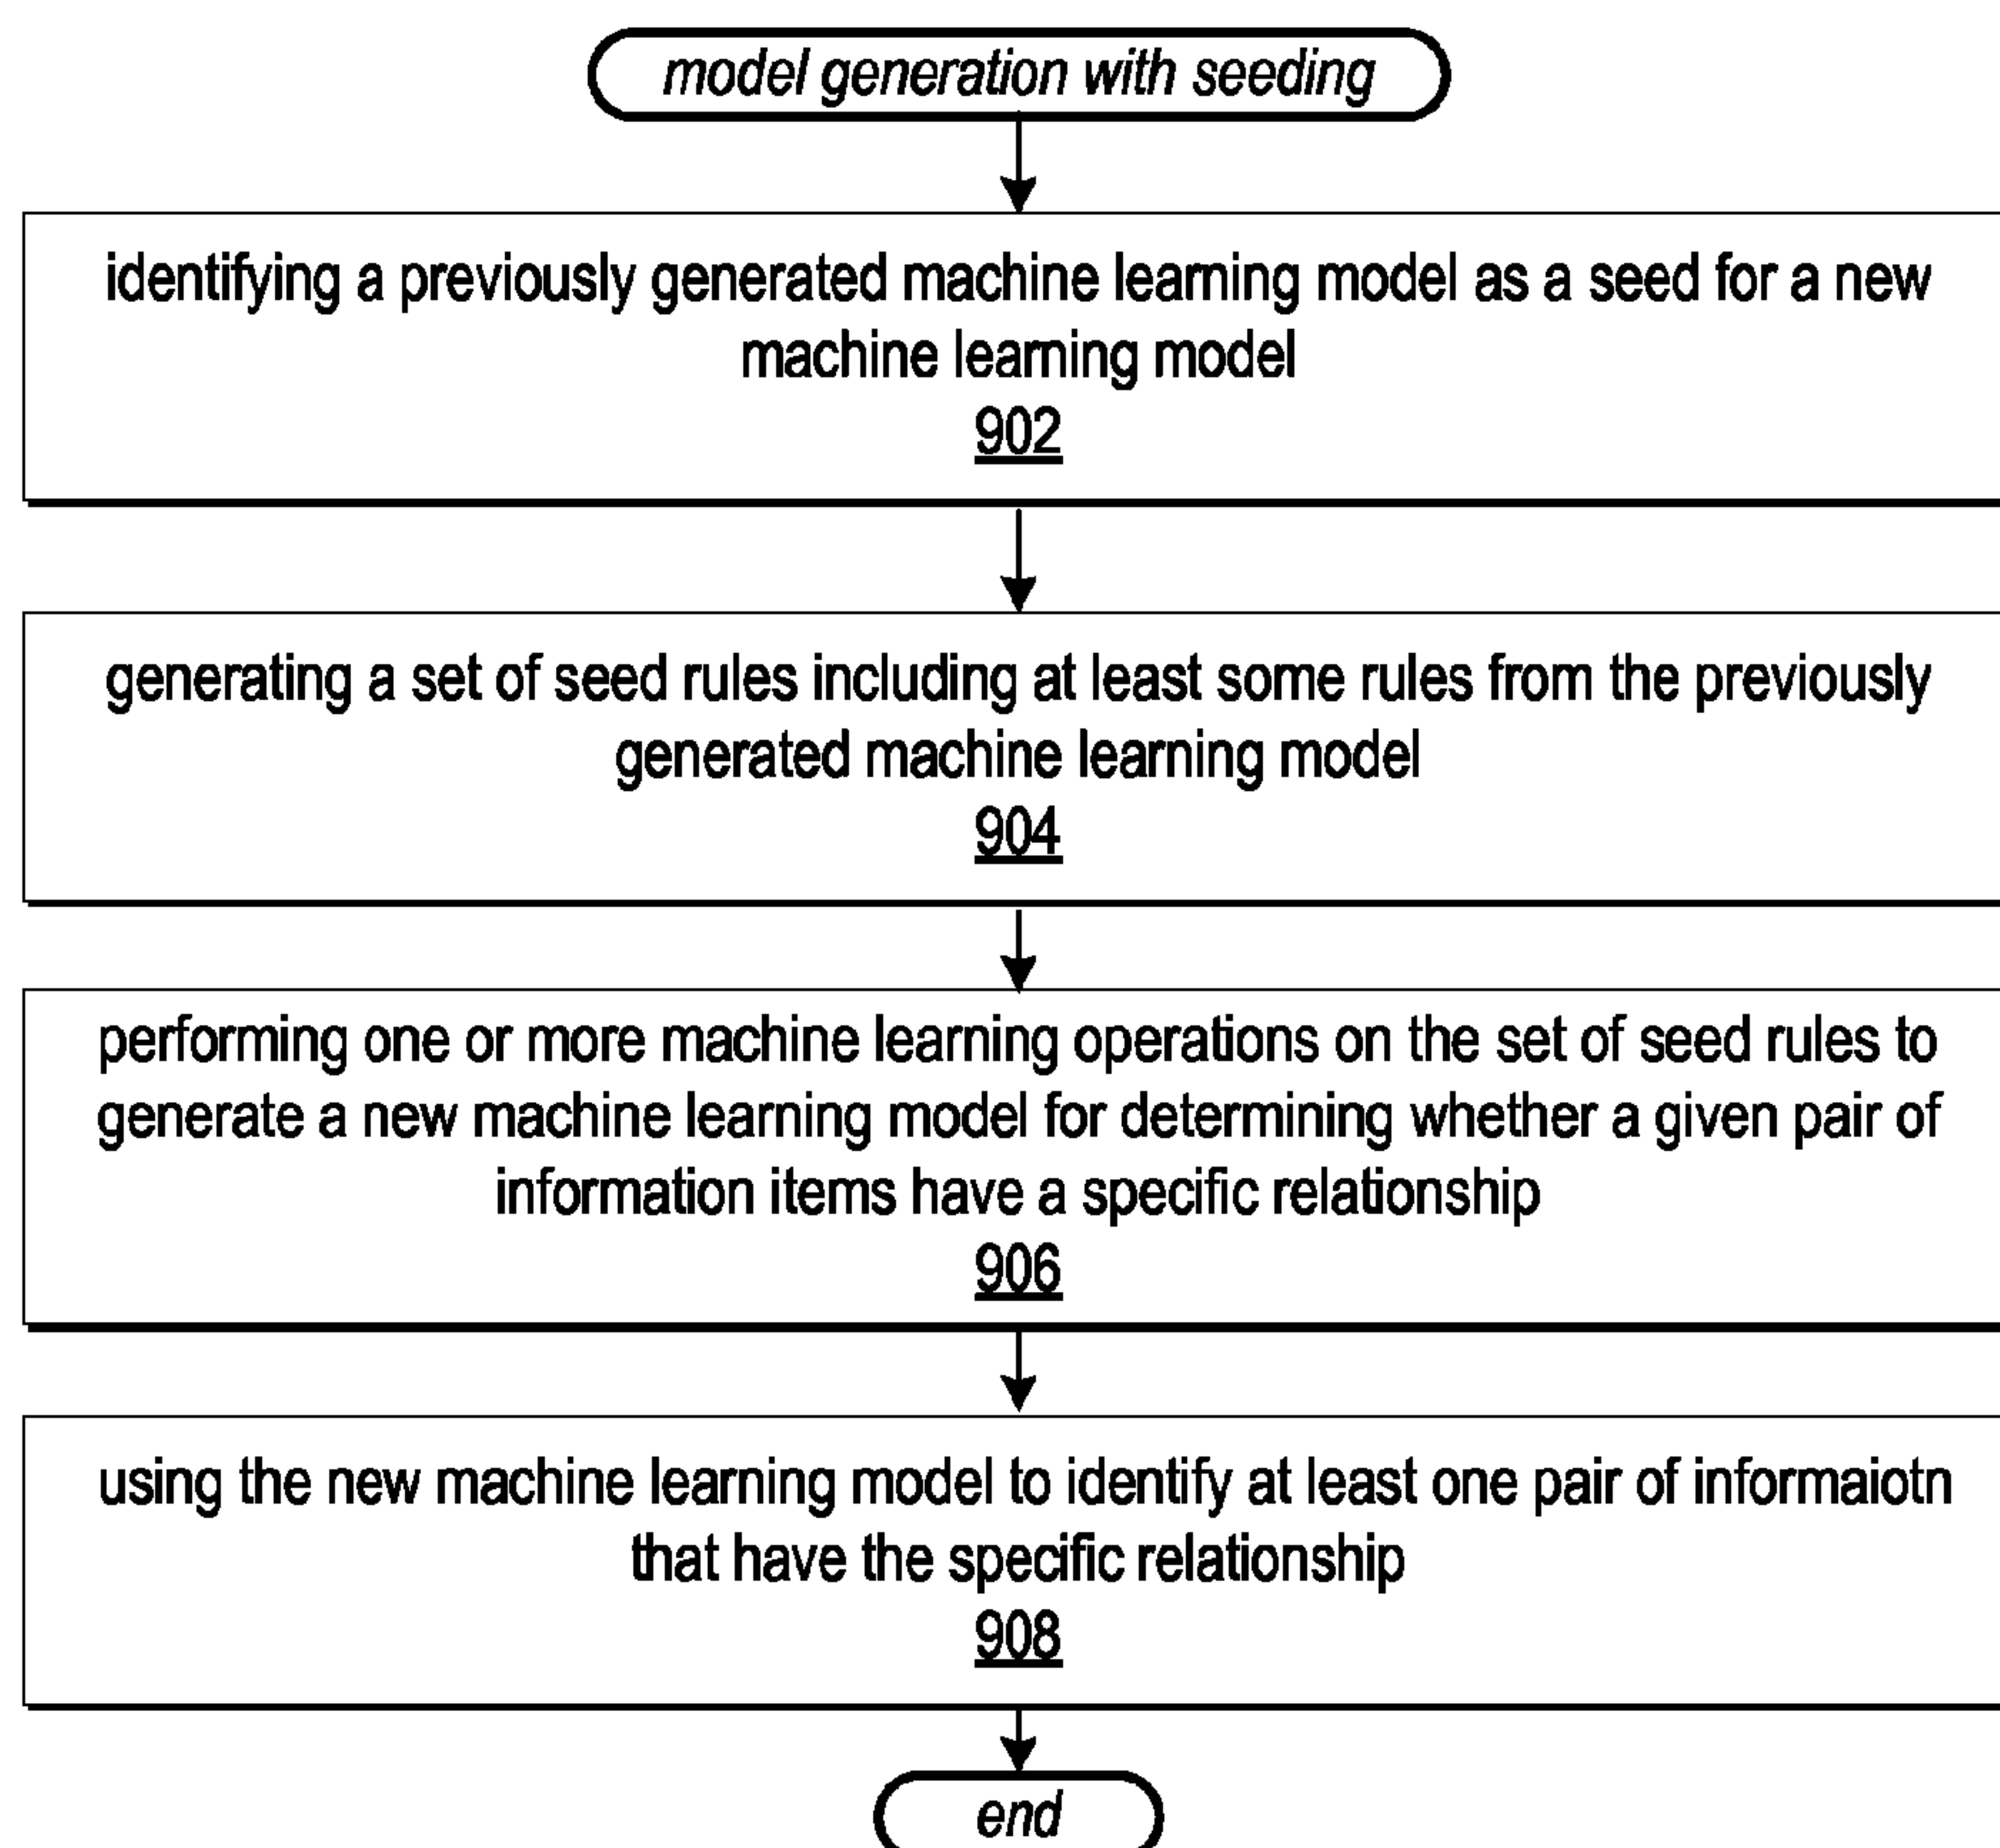 model generation with seeding
identifying a previously generated machine learning model as a seed for a new
machine learning model
902
generating a set of seed rules including at least some rules from the previously
generated machine learning model
904
performing one or more machine learning operations on the set of seed rules to
generate a new machine learning model for determining whether a given pair of
information items have a specific relationship
906
using the new machine learning model to identify at least one pair of informaiotn
that have the specific relationship
908
end